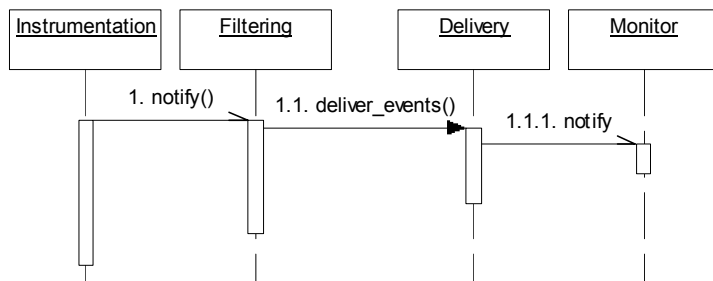 Instrumentation
Filtering
Delivery
Monitor
1. notify()
1.1. deliver_events()
1.1.1. notify